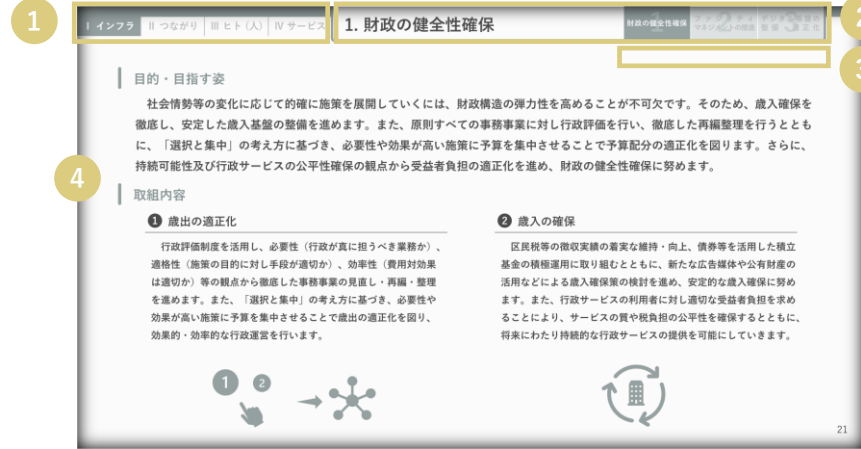 1
Ⅰ インフラ Ⅱ つながり Ⅲ ヒト(人) Ⅳ サービス
1. 財政の健全性確保
財政の健全性確保
2
3
4
目的・目指す姿
社会情勢等の変化に応じて的確に施策を展開していくには、財政構造の弾力性を高めることが不可欠です。そのため、歳入確保を
徹底し、安定した歳入基盤の整備を進めます。また、原則すべての事務事業に対し行政評価を行い、徹底した再編整理を行うととも
に、「選択と集中」の考え方に基づき、必要性や効果が高い施策に予算を集中させることで予算配分の適正化を図ります。さらに、
持続可能性及び行政サービスの公平性確保の観点から受益者負担の適正化を進め、財政の健全性確保に努めます。
取組内容
1 歳出の適正化
行政評価制度を活用し、必要性(行政が真に担うべき業務か)、
適格性(施策の目的に対し手段が適切か)、効率性(費用対効果
は適切か)等の観点から徹底した事務事業の見直し・再編・整理
を進めます。また、「選択と集中」の考え方に基づき、必要性や
効果が高い施策に予算を集中させることで歳出の適正化を図り、
効果的・効率的な行政運営を行います。
2 歳入の確保
区民税等の徴収実績の着実な維持・向上、債券等を活用した積立
基金の積極運用に取り組むとともに、新たな広告媒体や公有財産の
活用などによる歳入確保策の検討を進め、安定的な歳入確保に努め
ます。また、行政サービスの利用者に対し適切な受益者負担を求め
ることにより、サービスの質や税負担の公平性を確保するとともに、
将来にわたり持続的な行政サービスの提供を可能にしていきます。
1 2
21